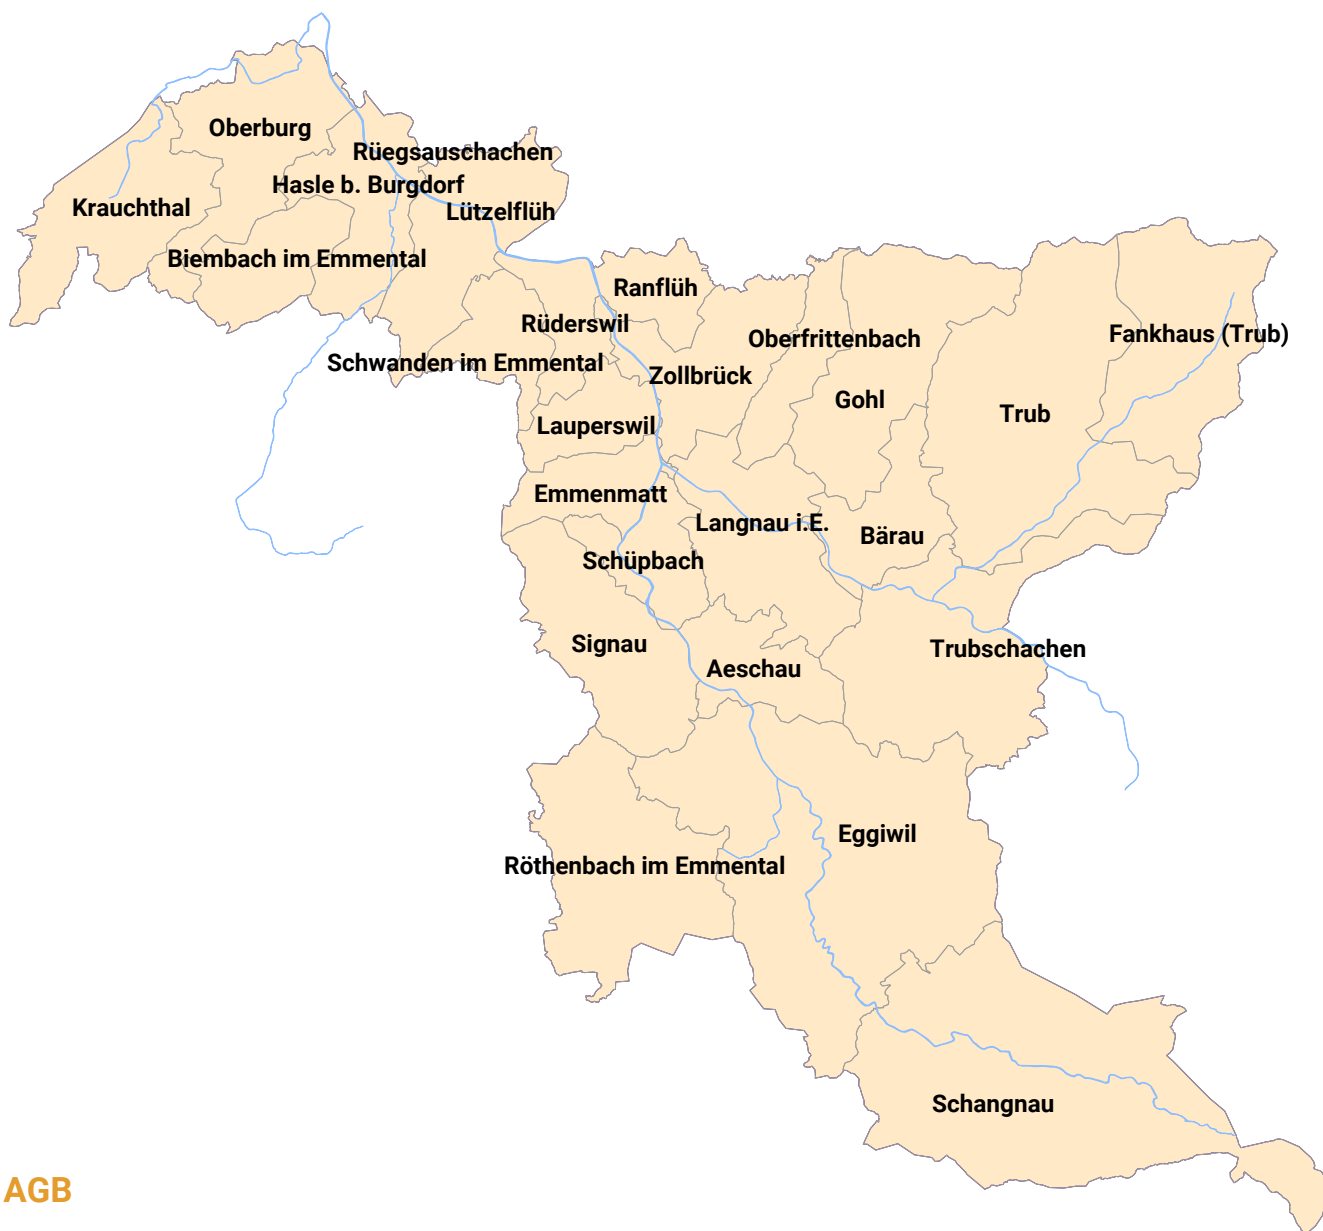 Oberburg
Rüegsauschachen
Hasle b. Burgdorf
Krauchthal
Lützelflüh
Biembach im Emmental
Ranflüh
Rüderswil
Fankhaus (Trub)
Oberfrittenbach
Schwanden im Emmental
Zollbrück
Gohl
Trub
Lauperswil
Emmenmatt
Langnau i.E.
Bärau
Schüpbach
Signau
Trubschachen
Aeschau
Eggiwil
Röthenbach im Emmental
Schangnau
AGB